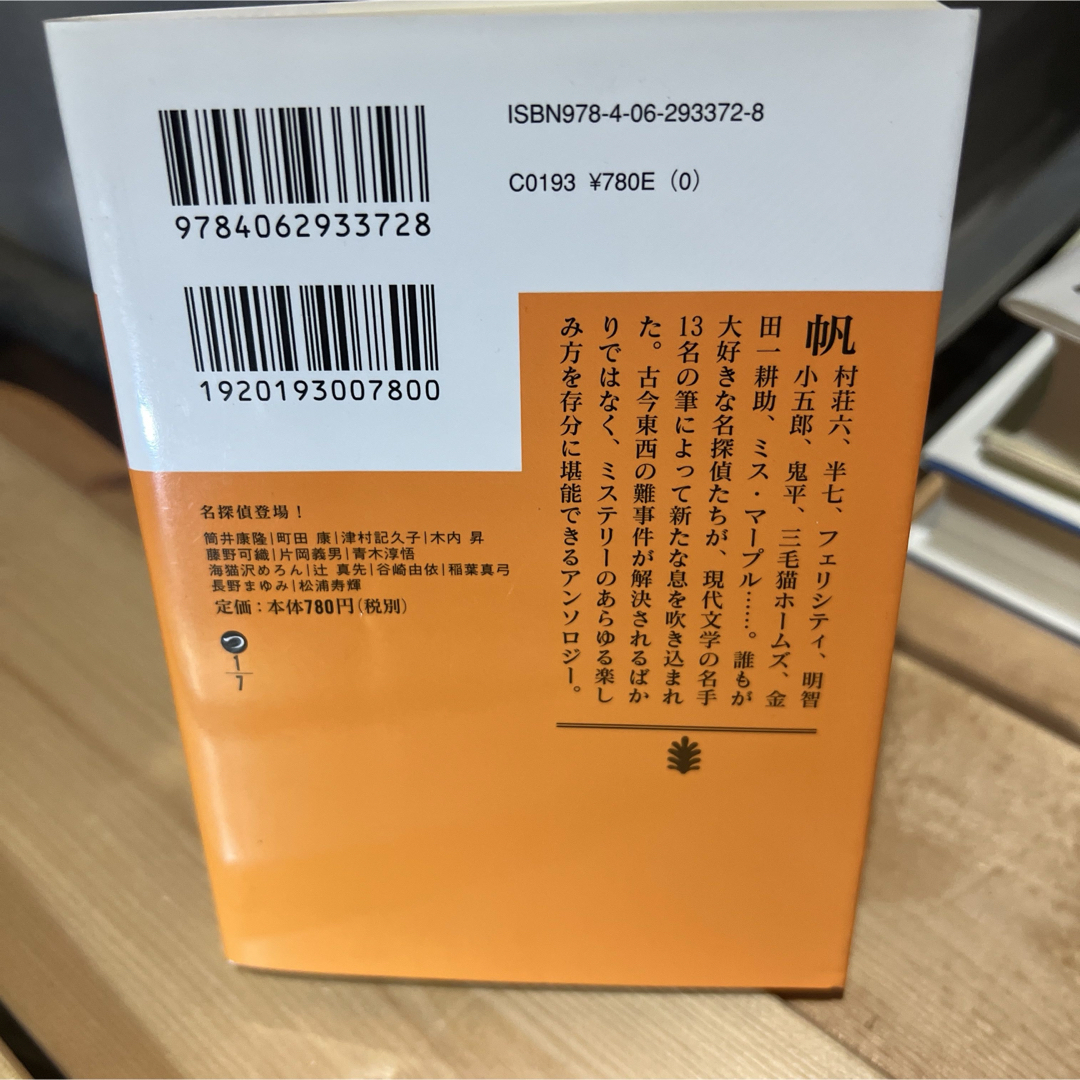 ISBN978-4-06-293372-8
C0193 ¥780E (0)
9784062933728
1920193007800
帆村荘六、半七、フェリシティ、明智
小五郎、鬼平、三毛猫ホームズ、金
田一耕助、ミス・マープル……。誰もが
大好きな名探偵たちが、現代文学の名手
13名の筆によって新たな息を吹き込まれ
た。古今東西の難事件が解決されるばか
りではなく、ミステリーのあらゆる楽し
み方を存分に堪能できるアンソロジー。
名探偵登場!
筒井康隆|町田 康|津村記久子|木内 昇
藤野可織|片岡義男|青木淳悟
海猫沢めろん|辻 真先|谷崎由依|稲葉真弓
長野まゆみ|松浦寿輝
定価:本体780円(税別)
つ
1
7